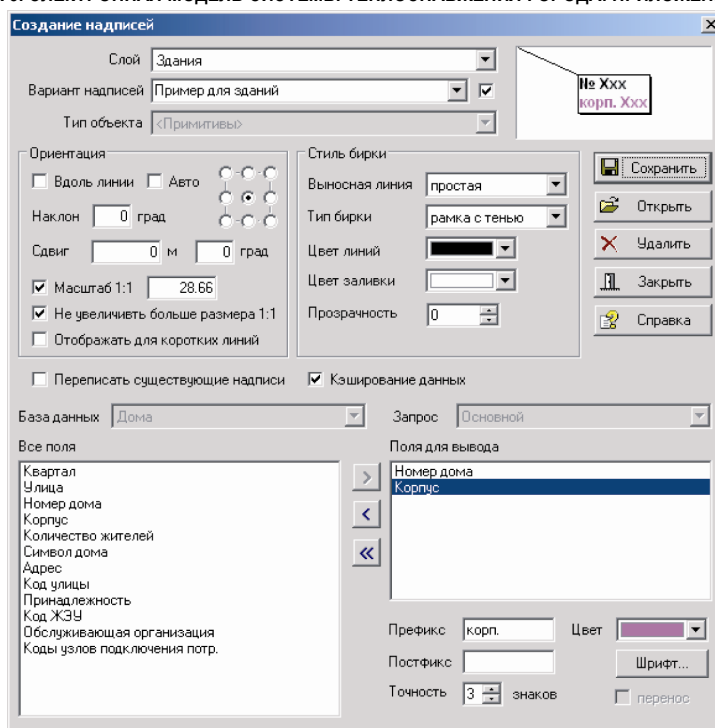 Создание надписей
Слой Здания
№ Xxx
корп. Xxx
Вариант надписей Пример для зданий
Тип объекта <Примитивы>
Ориентация
Вдоль линии Авто
Наклон 0 град
Сдвиг 0 м 0 град
Масштаб 1:1 28.66
Не увеличивть больше размера 1:1
Отображать для коротких линий
Стиль бирки
Выносная линия простая
Тип бирки рамка с тенью
Цвет линий
Цвет заливки
Прозрачность 0
Сохранить
Открыть
Удалить
Закрыть
Справка
Переписать существующие надписи Кэширование данных
База данных Дома Запрос Основной
Все поля
Квартал
Улица
Номер дома
Корпус
Количество жителей
Символ дома
Адрес
Код улицы
Принадлежность
Код ЖЭУ
Обслуживающая организация
Коды узлов подключения потр.
>
<
«
Поля для вывода
Номер дома
Корпус
Префикс корп. Цвет
Постфикс Шрифт...
Точность 3 знаков перенос